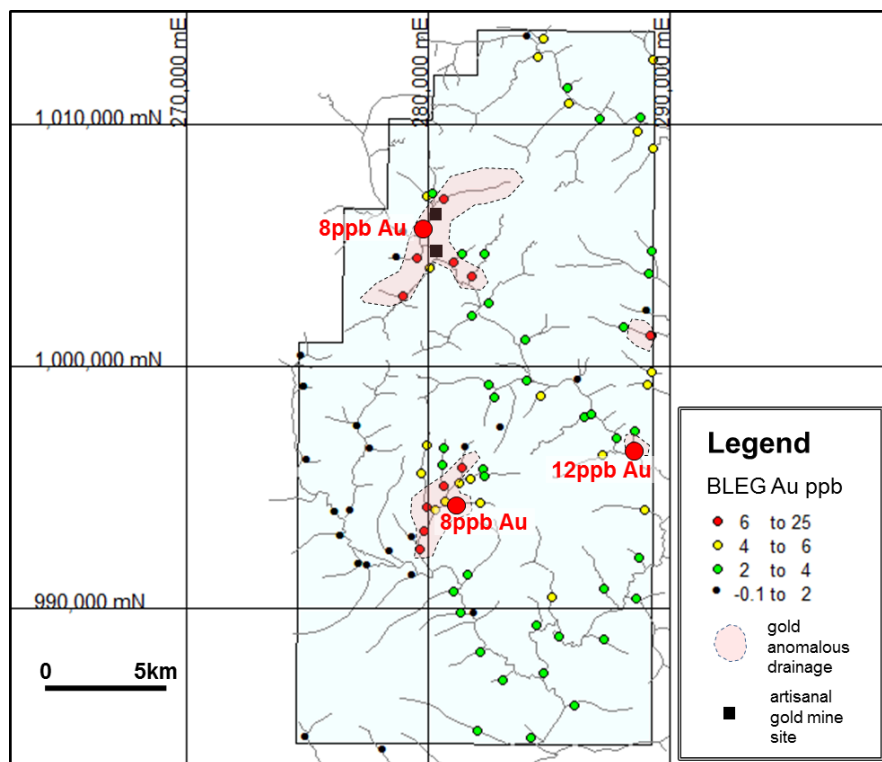 270,000 mE
280,000 mE
290,000 mE
1,010,000 mN
8ppb Au
1,000,000 mN
12ppb Au
8ppb Au
990,000 mN
0 5km
Legend
BLEG Au ppb
6 to 25
4 to 6
2 to 4
-0.1 to 2
gold
anomalous
drainage
artisanal
gold mine
site